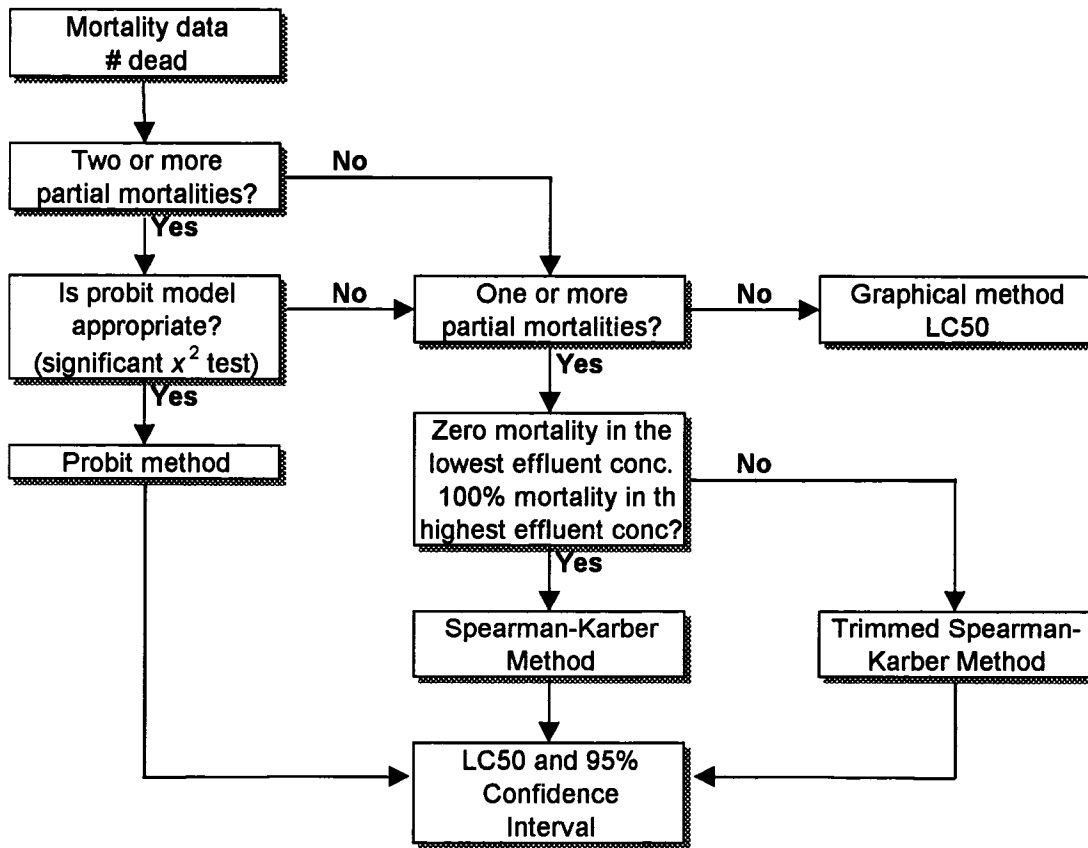 Mortality data
# dead
Two or more
partial mortalities?
No
Yes
Is probit model
appropriate?
(significant x² test)
No
One or more
partial mortalities?
No
Graphical method
LC50
Yes
Yes
Probit method
Zero mortality in the
lowest effluent conc.
100% mortality in th
highest effluent conc?
No
Yes
Spearman-Karber
Method
Trimmed Spearman-
Karber Method
LC50 and 95%
Confidence
Interval